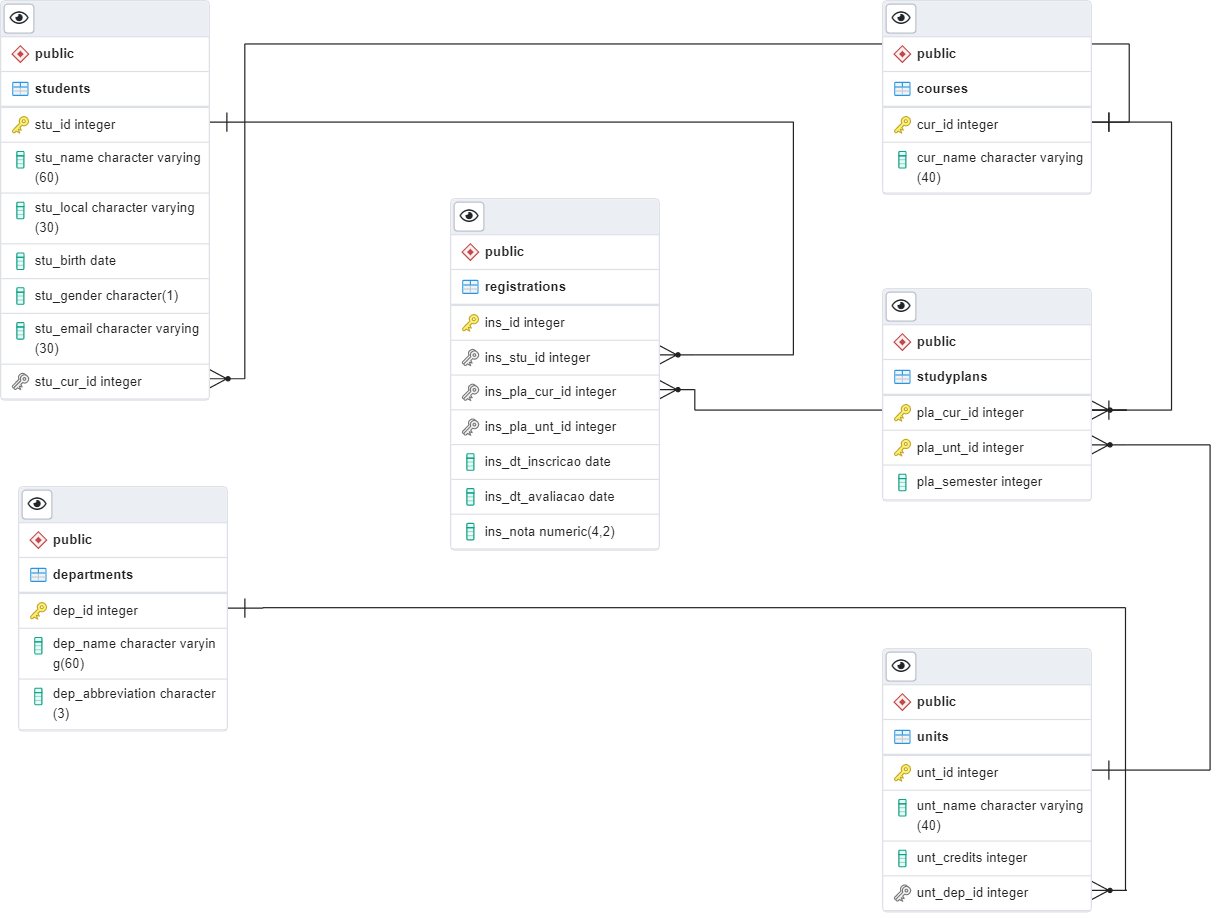 public
students
stu_id integer
stu_name character varying
(60)
stu_local character varying
(30)
stu_birth date
stu_gender character(1)
stu_email character varying
(30)
stu_cur_id integer
public
courses
cur_id integer
cur_name character varying
(40)
public
registrations
ins_id integer
ins_stu_id integer
ins_pla_cur_id integer
ins_pla_unt_id integer
ins_dt_inscricao date
ins_dt_avaliacao date
ins_nota numeric(4,2)
public
studyplans
pla_cur_id integer
pla_unt_id integer
pla_semester integer
public
departments
dep_id integer
dep_name character varyin
g(60)
dep_abbreviation character
(3)
public
units
unt_id integer
unt_name character varying
(40)
unt_credits integer
unt_dep_id integer